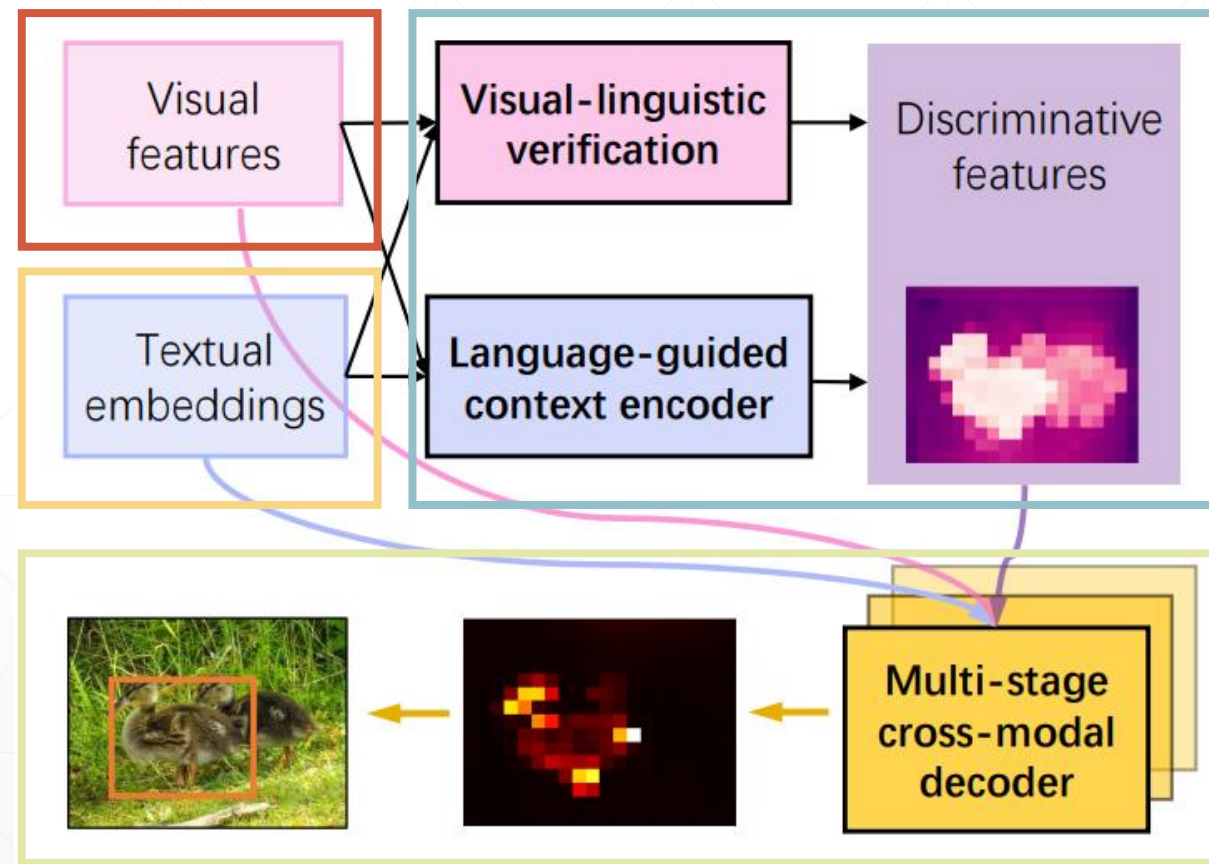 Visual
features
Visual-linguistic
verification
Discriminative
features
Textual
embeddings
Language-guided
context encoder
Multi-stage
cross-modal
decoder